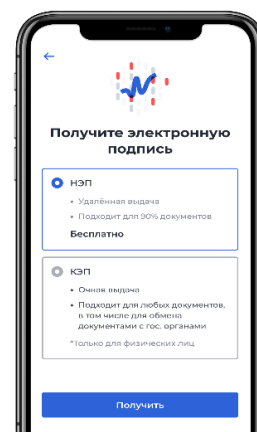 Получите электронную
подпись
НЭП
• Удалённая выдача
• Подходит для 90% документов
Бесплатно
КЭП
• Очная выдача
• Подходит для любых документов,
в том числе для обмена
документами с гос. органами
*Только для физических лиц
Получить